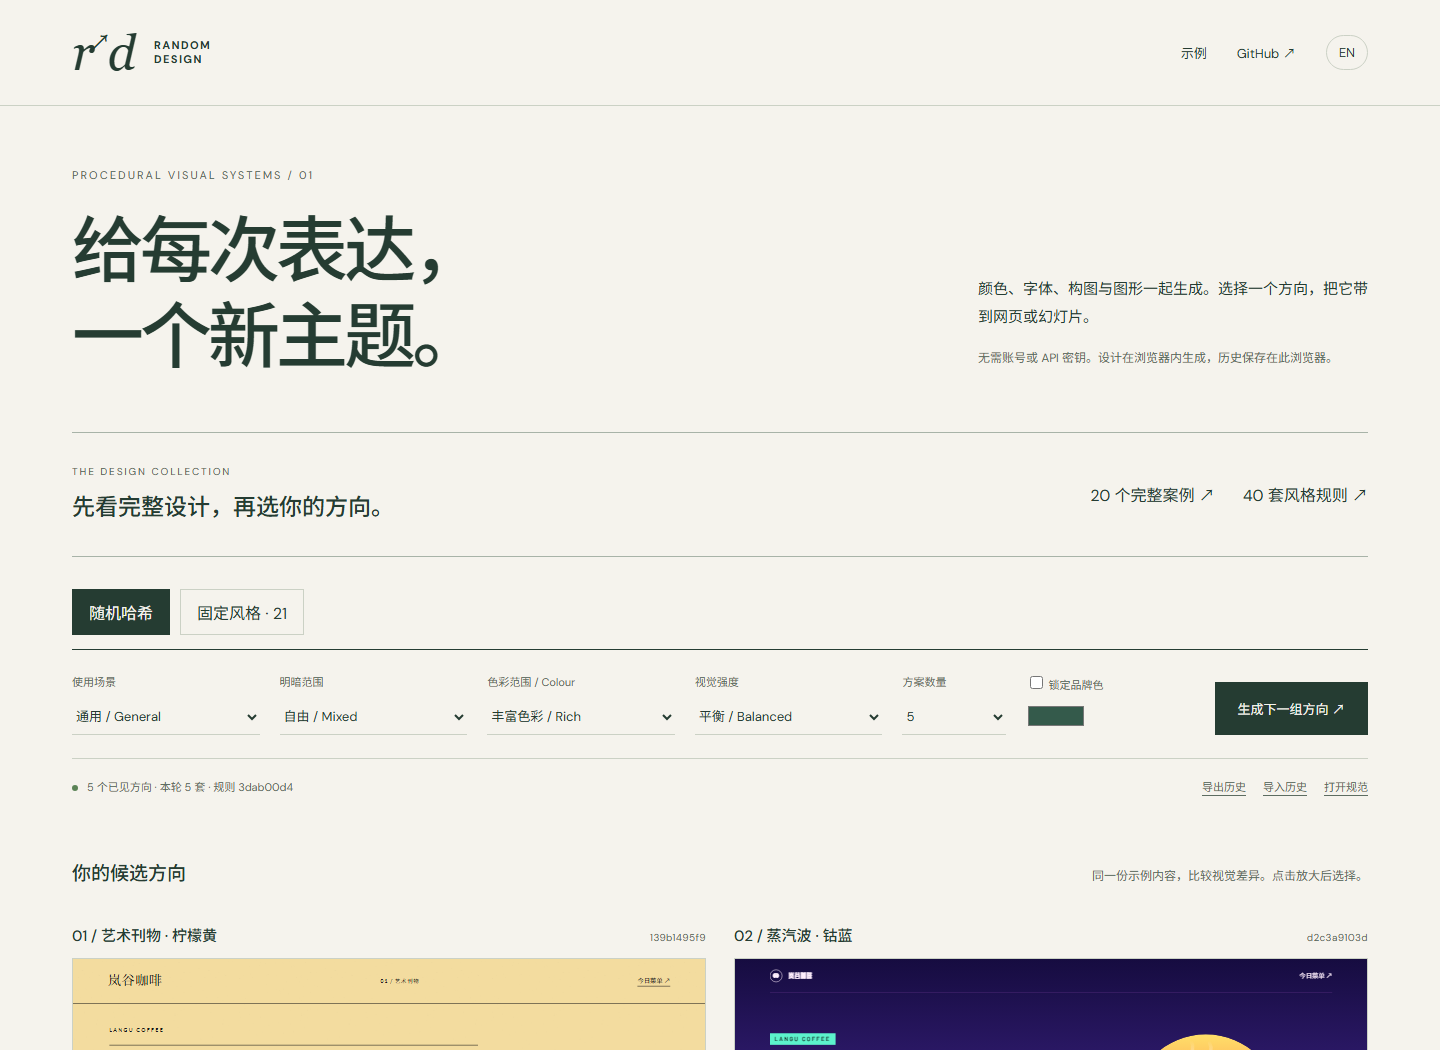 r↗d
RANDOM
DESIGN
示例
GitHub ↗
EN
PROCEDURAL VISUAL SYSTEMS / 01
给每次表达，
一个新主题。
颜色、字体、构图与图形一起生成。选择一个方向，把它带
到网页或幻灯片。
无需账号或 API 密钥。设计在浏览器内生成，历史保存在此浏览器。
THE DESIGN COLLECTION
先看完整设计，再选你的方向。
20 个完整案例 ↗
40 套风格规则 ↗
随机哈希
固定风格 · 21
使用场景
明暗范围
色彩范围 / Colour
视觉强度
方案数量
锁定品牌色
通用 / General
自由 / Mixed
丰富色彩 / Rich
平衡 / Balanced
5
生成下一组方向 ↗
5 个已见方向 · 本轮 5 套 · 规则 3dab00d4
导出历史
导入历史
打开规范
你的候选方向
同一份示例内容，比较视觉差异。点击放大后选择。
01 / 艺术刊物 · 柠檬黄
139b1495f9
02 / 蒸汽波 · 钴蓝
d2c3a9103d
岚谷咖啡
01 / 艺术刊物
今日菜单 ↗
LANGU COFFEE
今日菜单 ↗
LANGU COFFEE